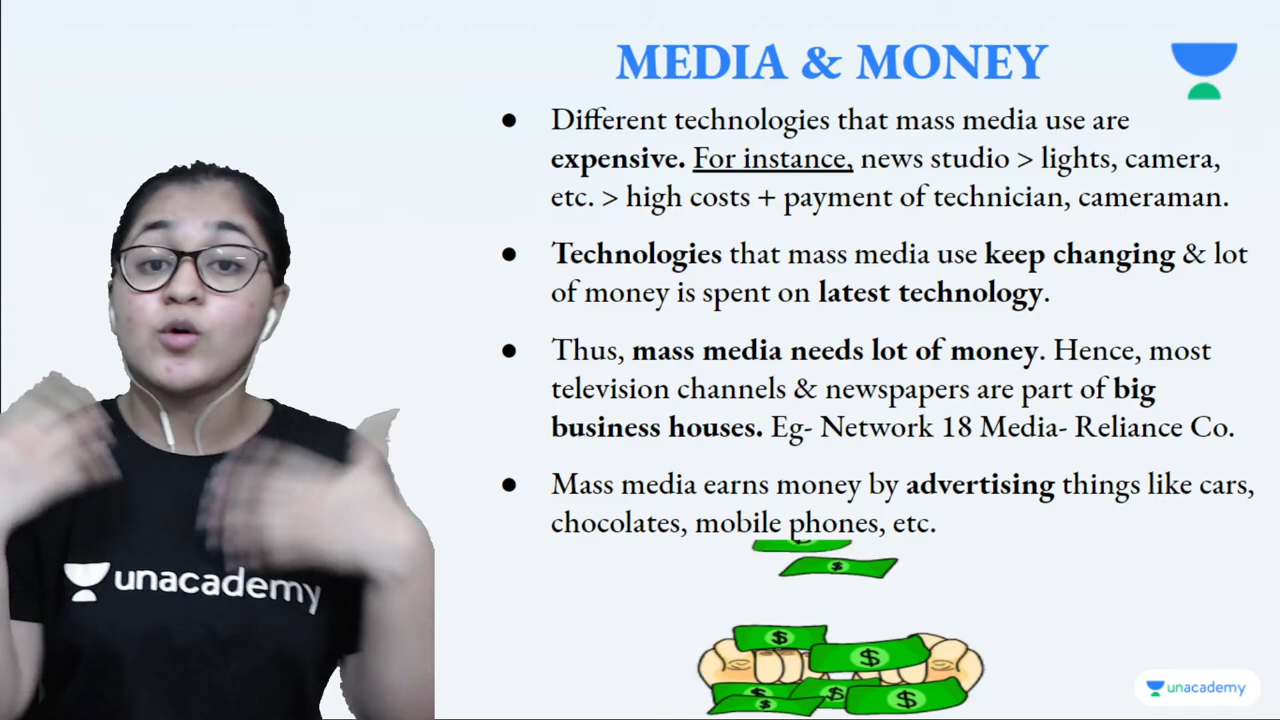 MEDIA & MONEY
● Different technologies that mass media use are
expensive. For instance, news studio > lights, camera,
etc. > high costs + payment of technician, cameraman.
● Technologies that mass media use keep changing & lot
of money is spent on latest technology.
● Thus, mass media needs lot of money. Hence, most
television channels & newspapers are part of big
business houses. Eg- Network 18 Media- Reliance Co.
● Mass media earns money by advertising things like cars,
chocolates, mobile phones, etc.
unacademy
$
$
$
$
$
$
$
unacademy